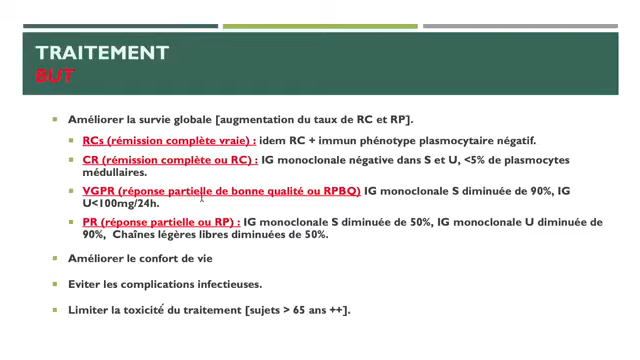 TRAITEMENT
BUT
Améliorer la survie globale [augmentation du taux de RC et RP].
RCs (rémission complète vraie) : idem RC + immun phénotype plasmocytaire négatif.
CR (rémission complète ou RC) : IG monoclonale négative dans S et U, <5% de plasmocytes
médullaires.
VGPR (réponse partielle de bonne qualité ou RPBQ) IG monoclonale S diminuée de 90%, IG
U<100mg/24h.
PR (réponse partielle ou RP) : IG monoclonale S diminuée de 50%, IG monoclonale U diminuée de
90%, Chaînes légères libres diminuées de 50%.
Améliorer le confort de vie
Eviter les complications infectieuses.
Limiter la toxicité du traitement [sujets > 65 ans ++].